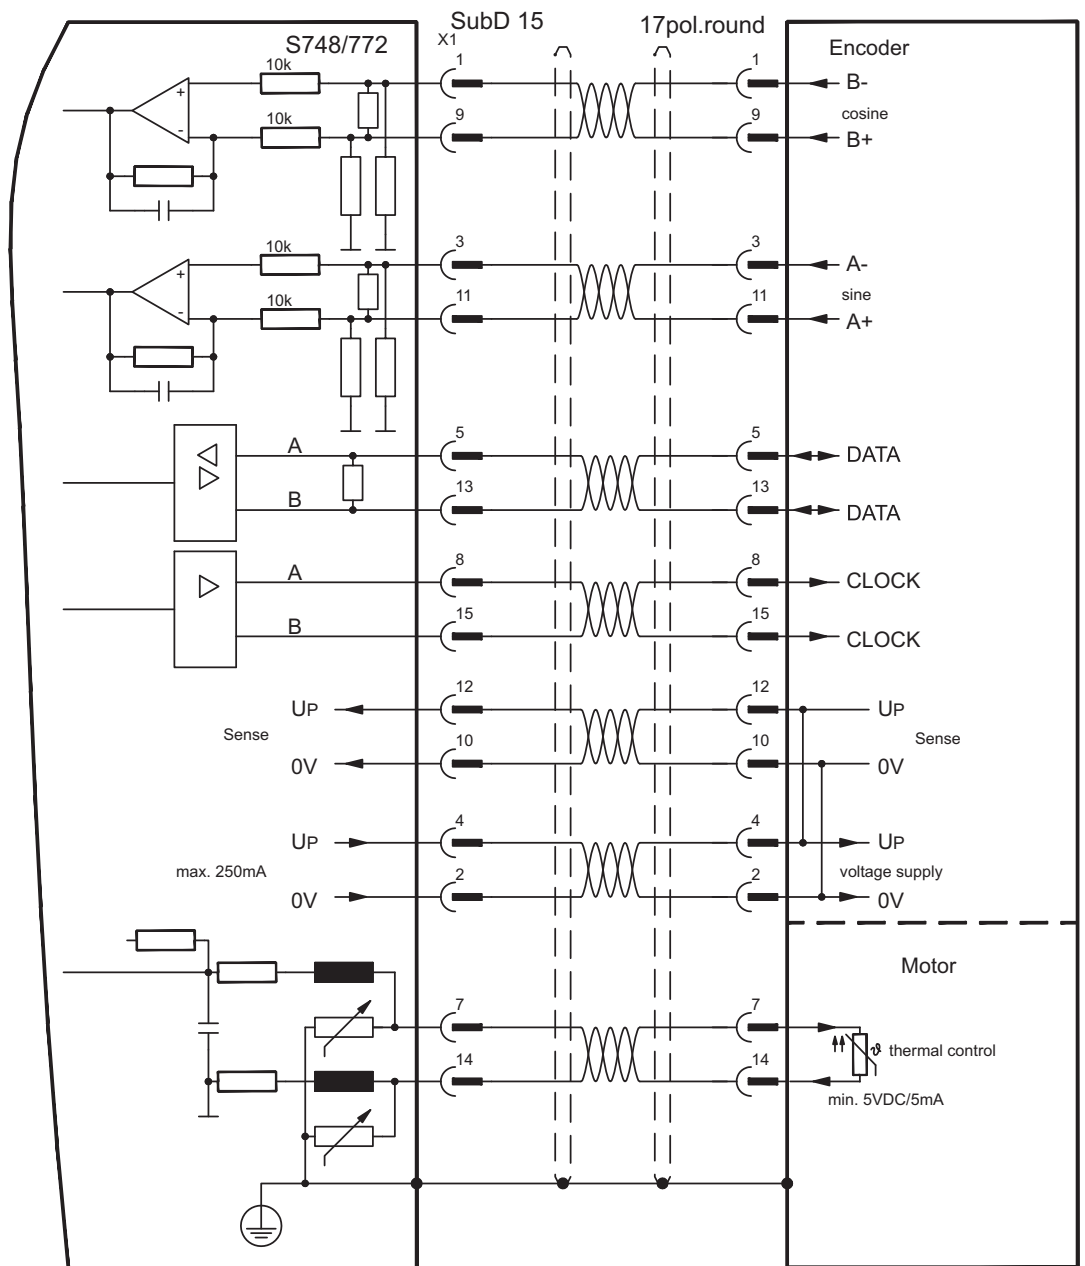 SubD 15
17pol.round
S748/772
X1
Encoder
10k
1
1
B-
cosine
10k
9
9
B+
+
-
10k
3
3
A-
sine
10k
11
11
A+
+
-
A
5
5
DATA
B
13
13
DATA
A
8
8
CLOCK
B
15
15
CLOCK
UP
12
12
UP
Sense
Sense
0V
10
10
0V
UP
4
4
UP
max. 250mA
voltage supply
0V
2
2
0V
Motor
7
7
ϑ thermal control
14
14
min. 5VDC/5mA